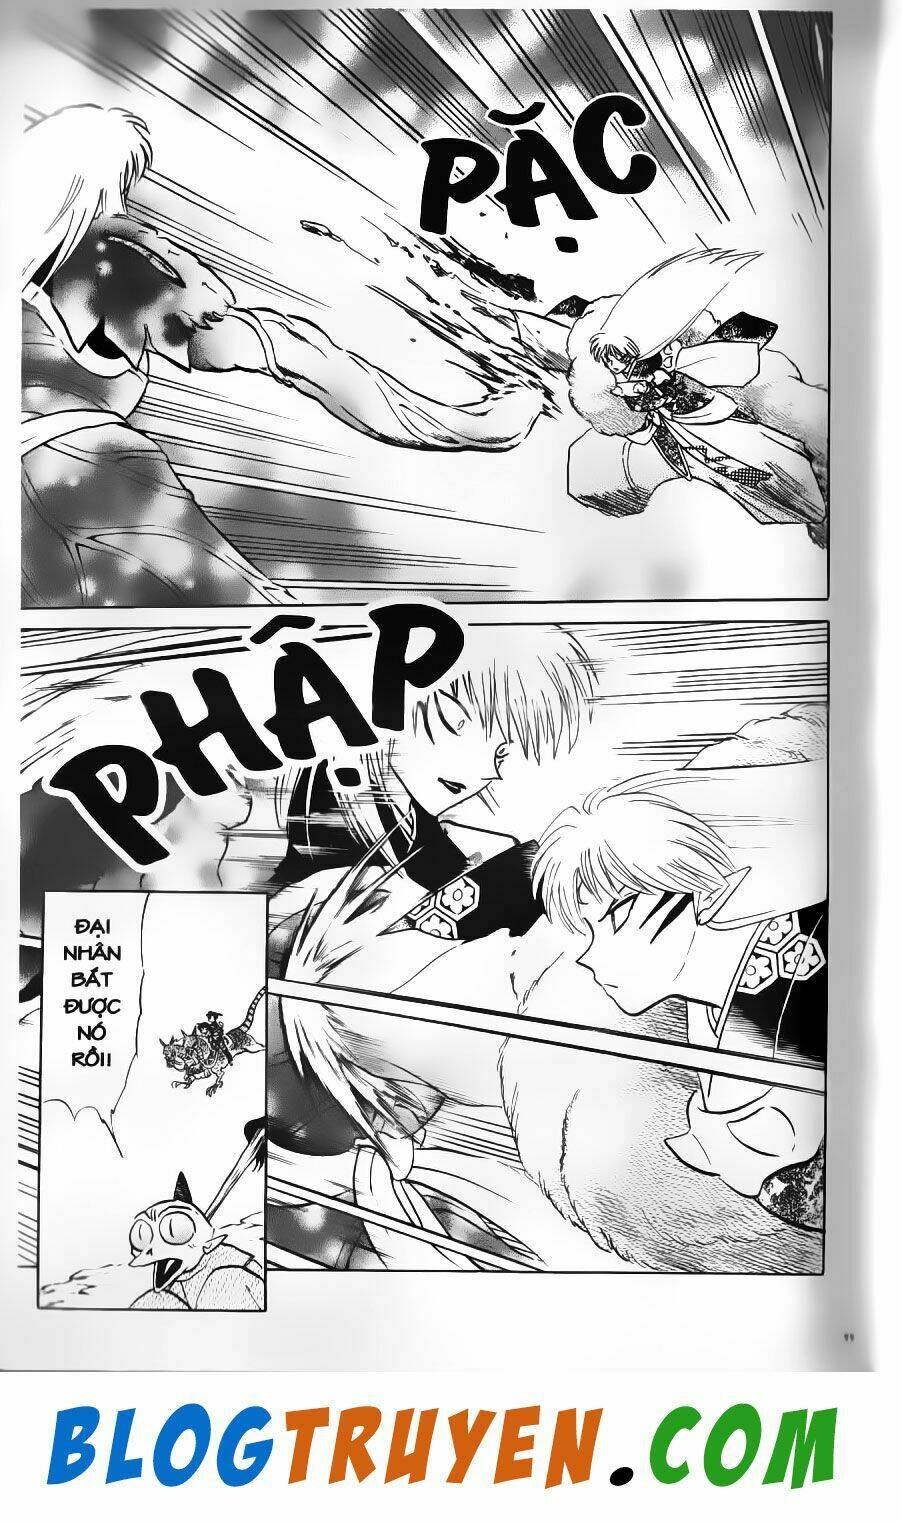 PẶC
PHẬP
ĐẠI
NHÂN
BẮT
ĐƯỢC
NÓ
RỒI!
BLOGTRUYEN.COM